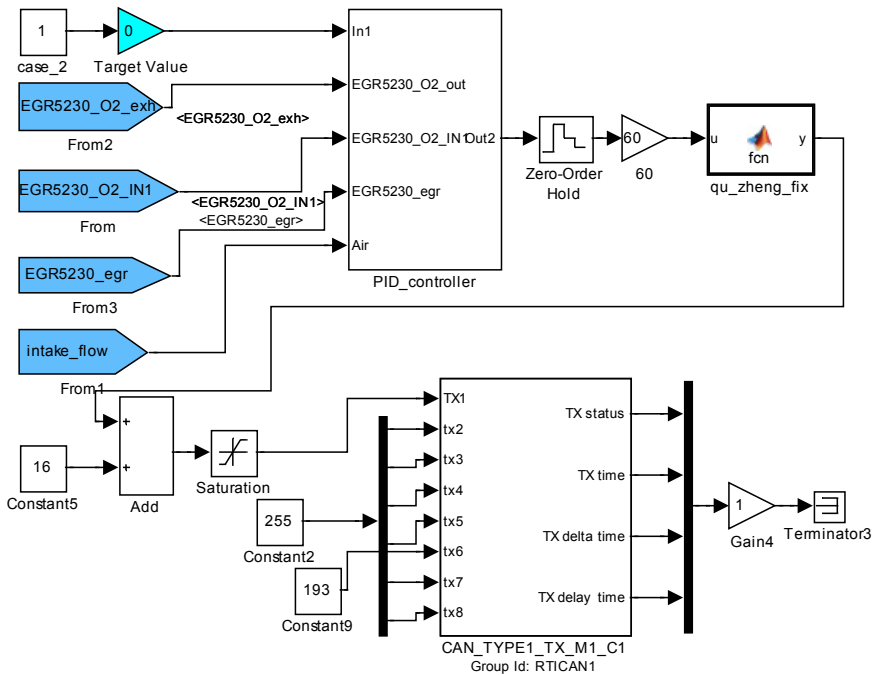 1
case_2
0
Target Value
EGR5230_O2_exh
From2
<EGR5230_O2_exh>
EGR5230_O2_IN1
From
<EGR5230_O2_IN1>
<EGR5230_egr>
EGR5230_egr
From3
intake_flow
From1
In1
EGR5230_O2_out
EGR5230_O2_IN1
Out2
EGR5230_egr
Air
PID_controller
Zero-Order
Hold
60
60
u
fcn
y
qu_zheng_fix
+
+
Add
16
Constant5
Saturation
255
Constant2
193
Constant9
TX1
tx2
tx3
tx4
tx5
tx6
tx7
tx8
TX status
TX time
TX delta time
TX delay time
CAN_TYPE1_TX_M1_C1
Group Id: RTICAN1
1
Gain4
Terminator3